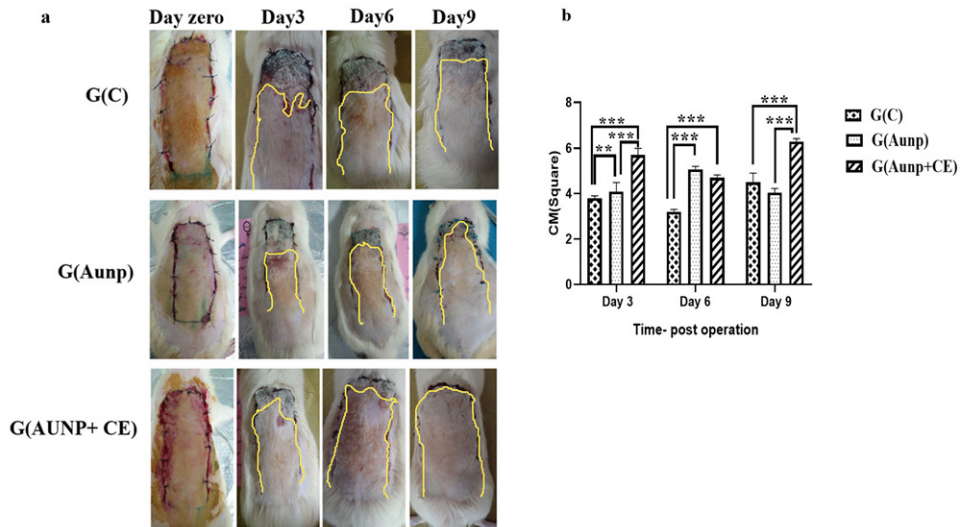 a
Day zero Day3 Day6 Day9
G(C)
G(Aunp)
G(AUNP+ CE)
b
8
6
4
2
0
CM(Square)
***
**
***
***
***
***
***
Day 3 Day 6 Day 9
Time- post operation
G(C)
G(Aunp)
G(Aunp+CE)